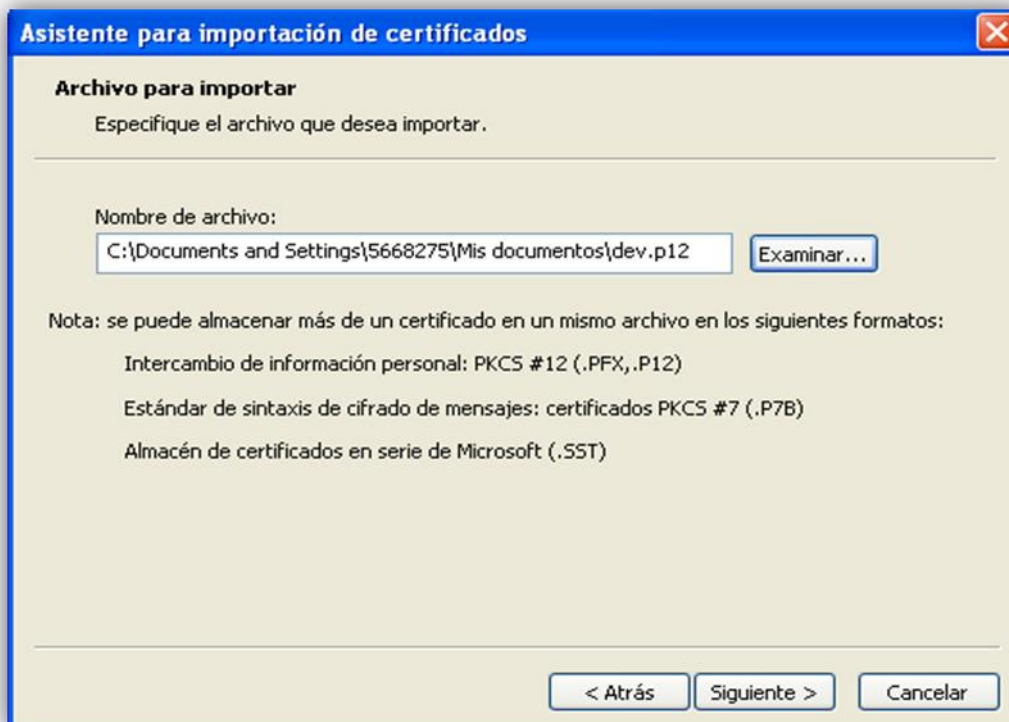 Asistente para importación de certificados
Archivo para importar
Especifique el archivo que desea importar.
Nombre de archivo:
C:\Documents and Settings\5668275\Mis documentos\dev.p12
Examinar...
Nota: se puede almacenar más de un certificado en un mismo archivo en los siguientes formatos:
Intercambio de información personal: PKCS #12 (.PFX,.P12)
Estándar de sintaxis de cifrado de mensajes: certificados PKCS #7 (.P7B)
Almacén de certificados en serie de Microsoft (.SST)
< Atrás
Siguiente >
Cancelar